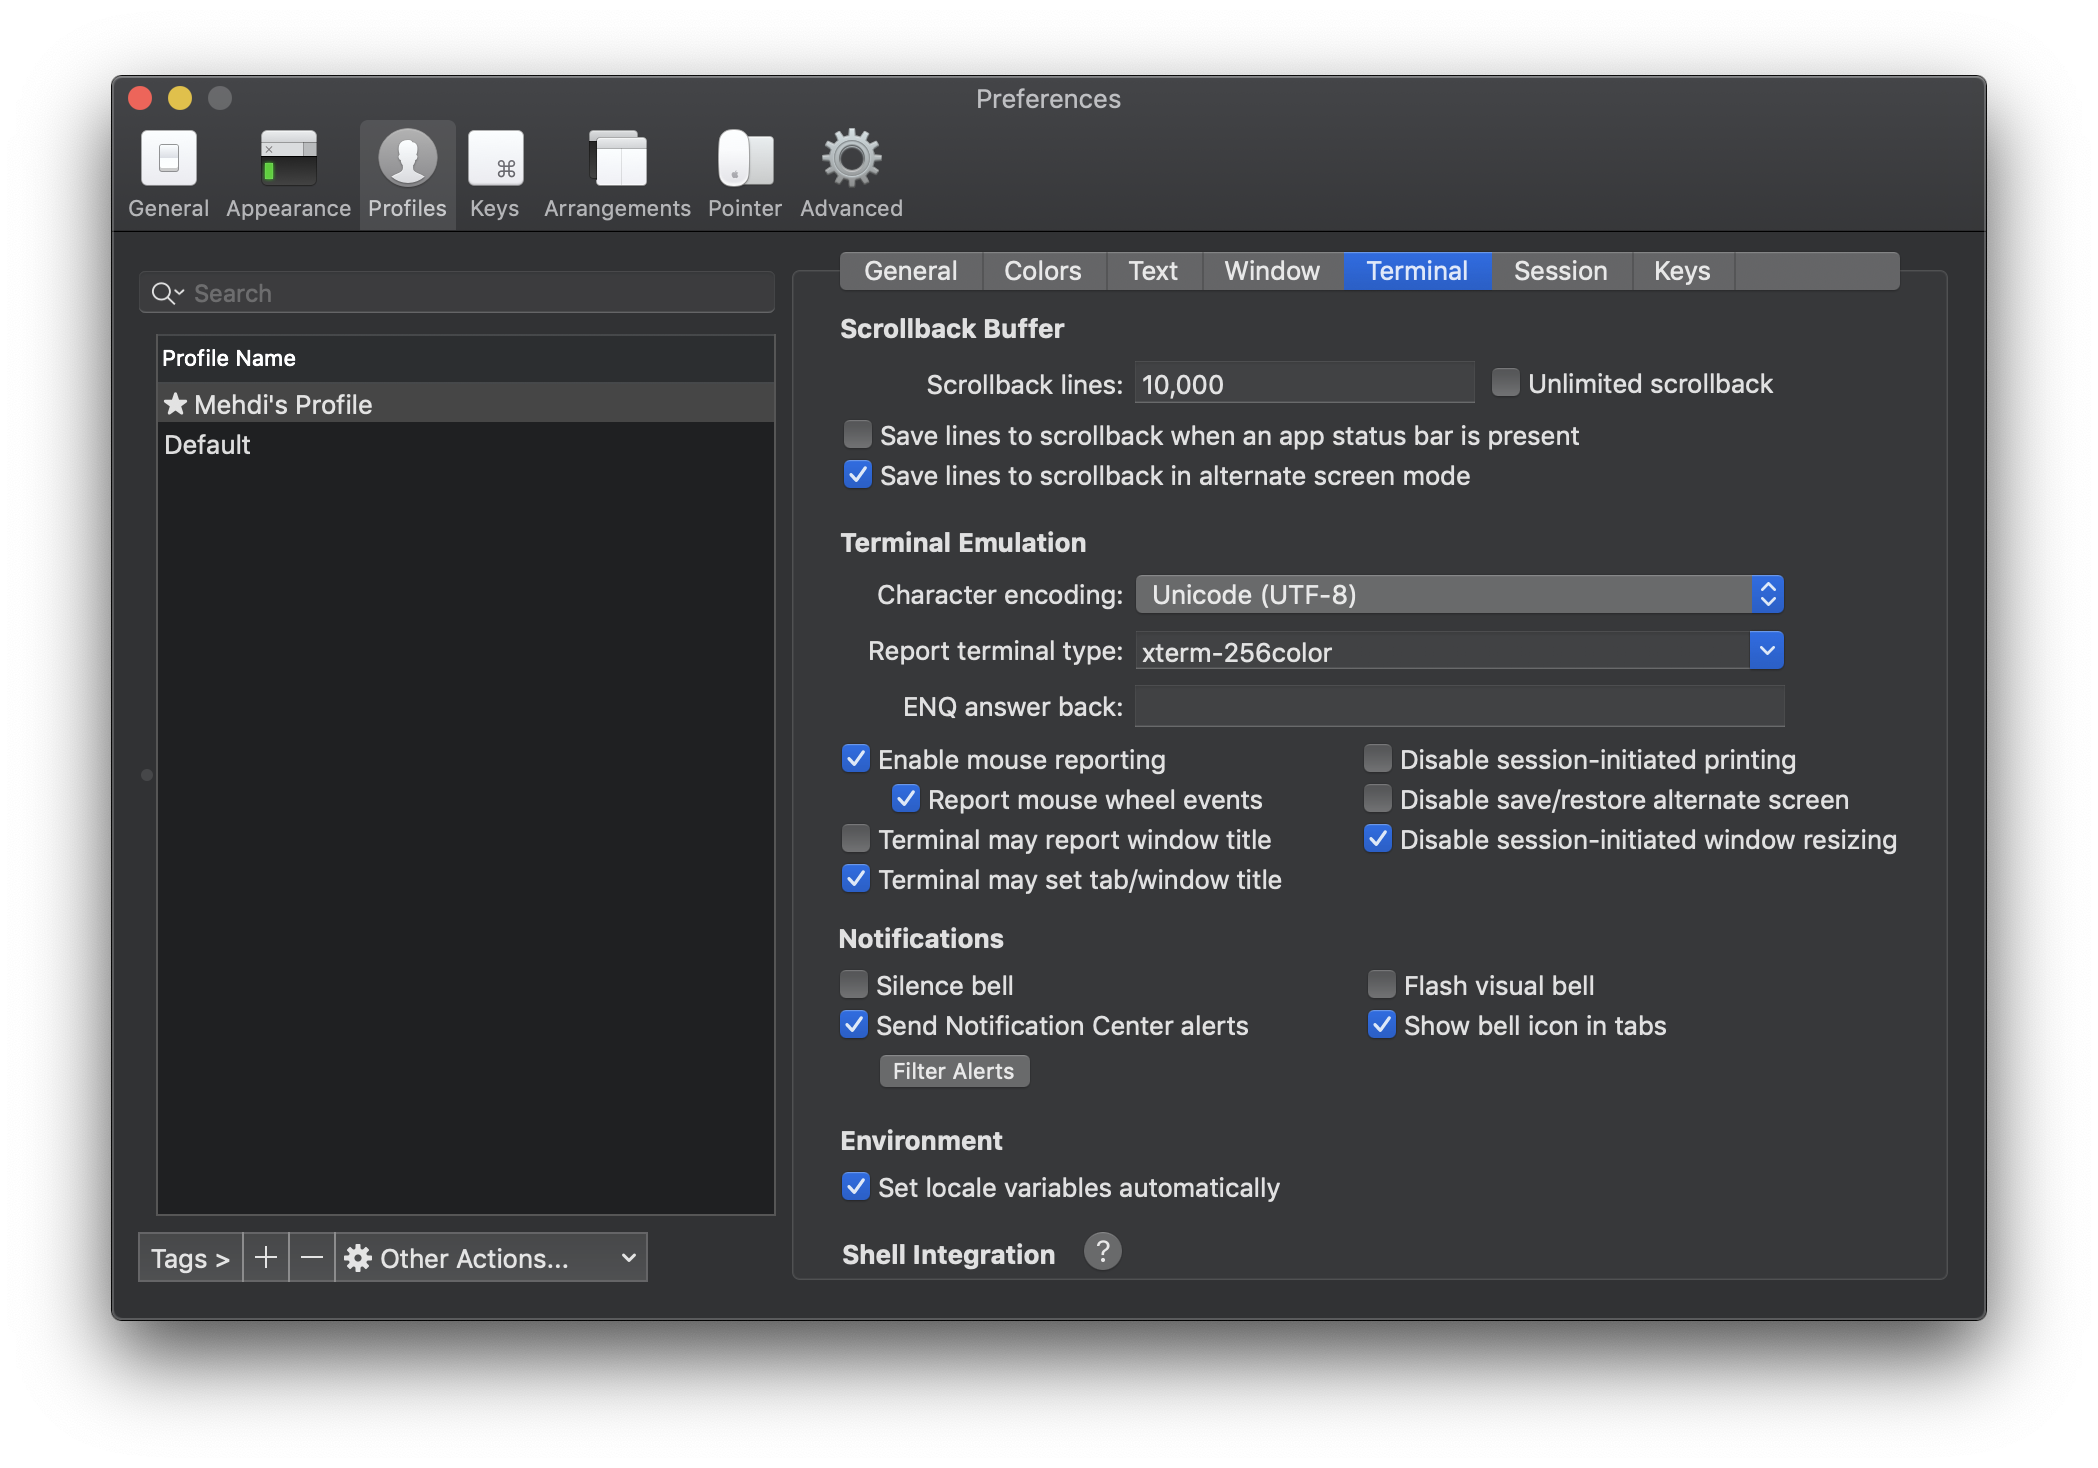 Preferences
General Appearance Profiles Keys Arrangements Pointer Advanced
Search
Profile Name
★ Mehdi's Profile
Default
Tags > + — Other Actions...
General Colors Text Window Terminal Session Keys
Scrollback Buffer
Scrollback lines: 10,000 Unlimited scrollback
Save lines to scrollback when an app status bar is present
Save lines to scrollback in alternate screen mode
Terminal Emulation
Character encoding: Unicode (UTF-8)
Report terminal type: xterm-256color
ENQ answer back:
Enable mouse reporting Disable session-initiated printing
Report mouse wheel events Disable save/restore alternate screen
Terminal may report window title Disable session-initiated window resizing
Terminal may set tab/window title
Notifications
Silence bell Flash visual bell
Send Notification Center alerts Show bell icon in tabs
Filter Alerts
Environment
Set locale variables automatically
Shell Integration ?